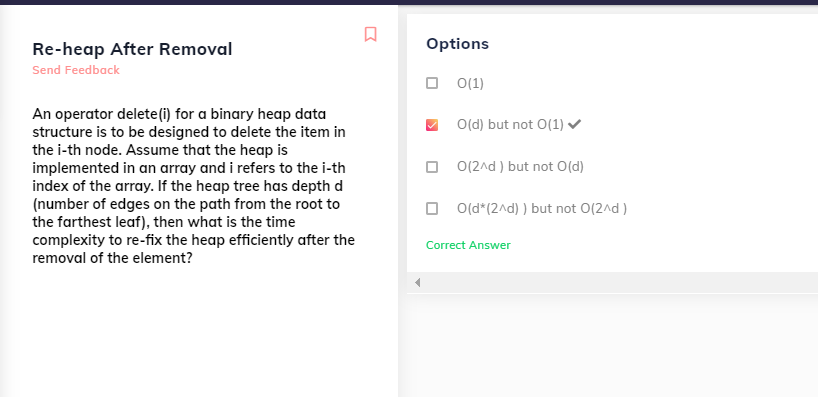 Re-heap After Removal
Send Feedback
An operator delete(i) for a binary heap data
structure is to be designed to delete the item in
the i-th node. Assume that the heap is
implemented in an array and i refers to the i-th
index of the array. If the heap tree has depth d
(number of edges on the path from the root to
the farthest leaf), then what is the time
complexity to re-fix the heap efficiently after the
removal of the element?
Options
O(1)
O(d) but not O(1)
O(2^d ) but not O(d)
O(d*(2^d) ) but not O(2^d )
Correct Answer